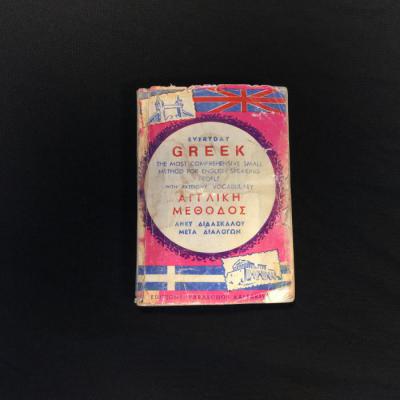 EVERYDAY
GREEK
THE MOST COMPREHENSIVE SMALL
METHOD FOR ENGLISH SPEAKING
PEOPLE
WITH EXTENSIVE VOCABULARY
ΑΓΓΛΙΚΗ
ΜΕΘΟΔΟΣ
ΑΝΕΥ ΔΙΔΑΣΚΑΛΟΥ
ΜΕΤΑ ΔΙΑΛΟΓΩΝ